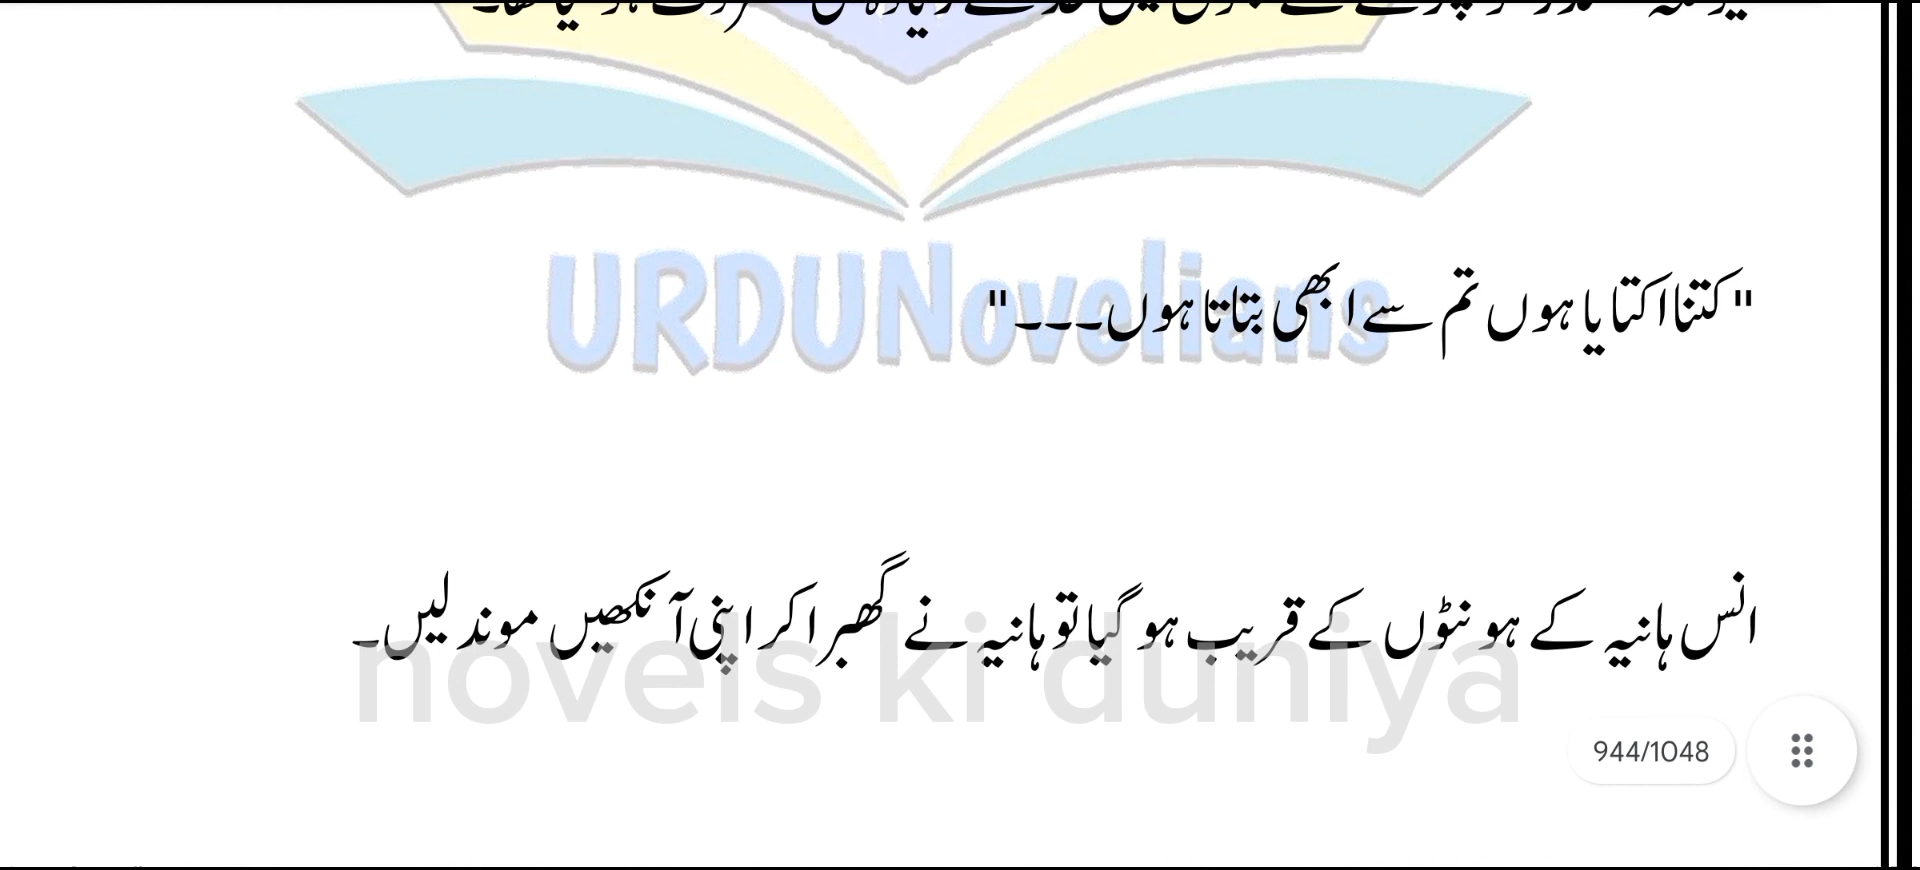 URDUNovelians
"کتنا اکتایا ہوں تم سے ابھی بتاتا ہوں۔۔۔"
انس ہانیہ کے ہونٹوں کے قریب ہو گیا تو ہانیہ نے گھبرا کر اپنی آنکھیں موند لیں۔
novels ki duniya
944/1048